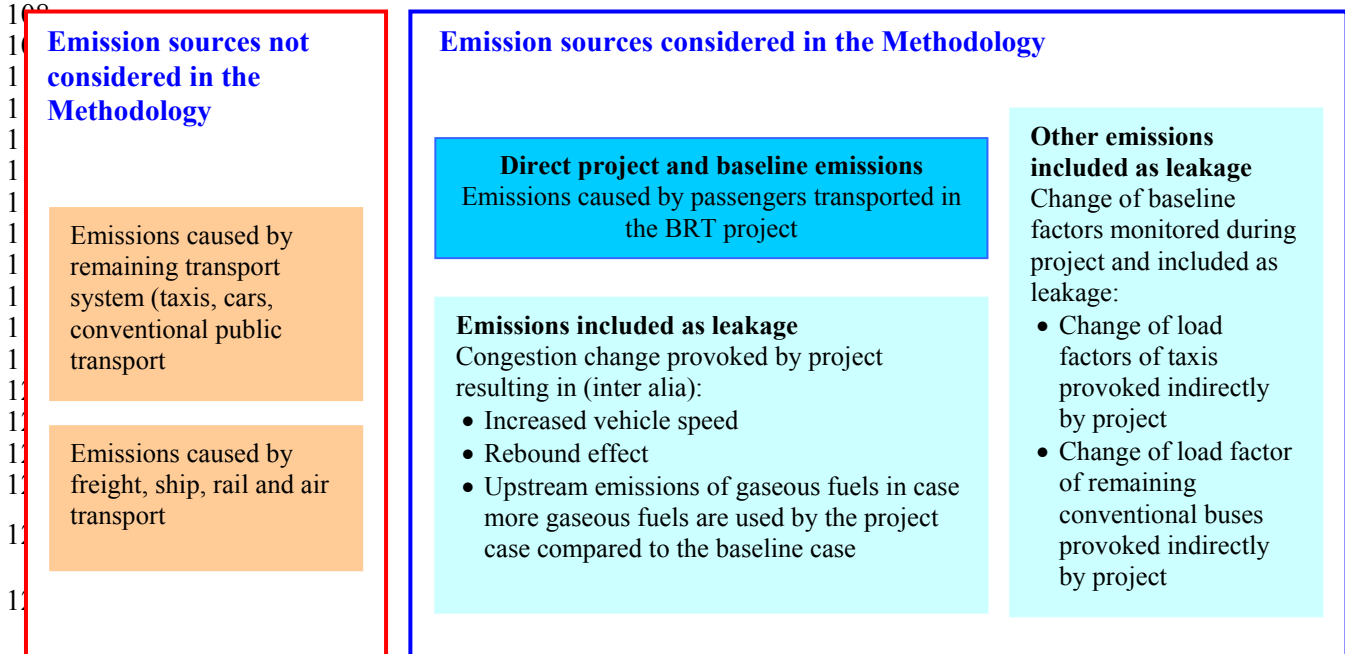 108
Emission sources not
considered in the
Methodology
Emissions caused by
remaining transport
system (taxis, cars,
conventional public
transport
Emissions caused by
freight, ship, rail and air
transport
Emission sources considered in the Methodology
Direct project and baseline emissions
Emissions caused by passengers transported in
the BRT project
Emissions included as leakage
Congestion change provoked by project
resulting in (inter alia):
• Increased vehicle speed
• Rebound effect
• Upstream emissions of gaseous fuels in case
more gaseous fuels are used by the project
case compared to the baseline case
Other emissions
included as leakage
Change of baseline
factors monitored during
project and included as
leakage:
• Change of load
factors of taxis
provoked indirectly
by project
• Change of load factor
of remaining
conventional buses
provoked indirectly
by project